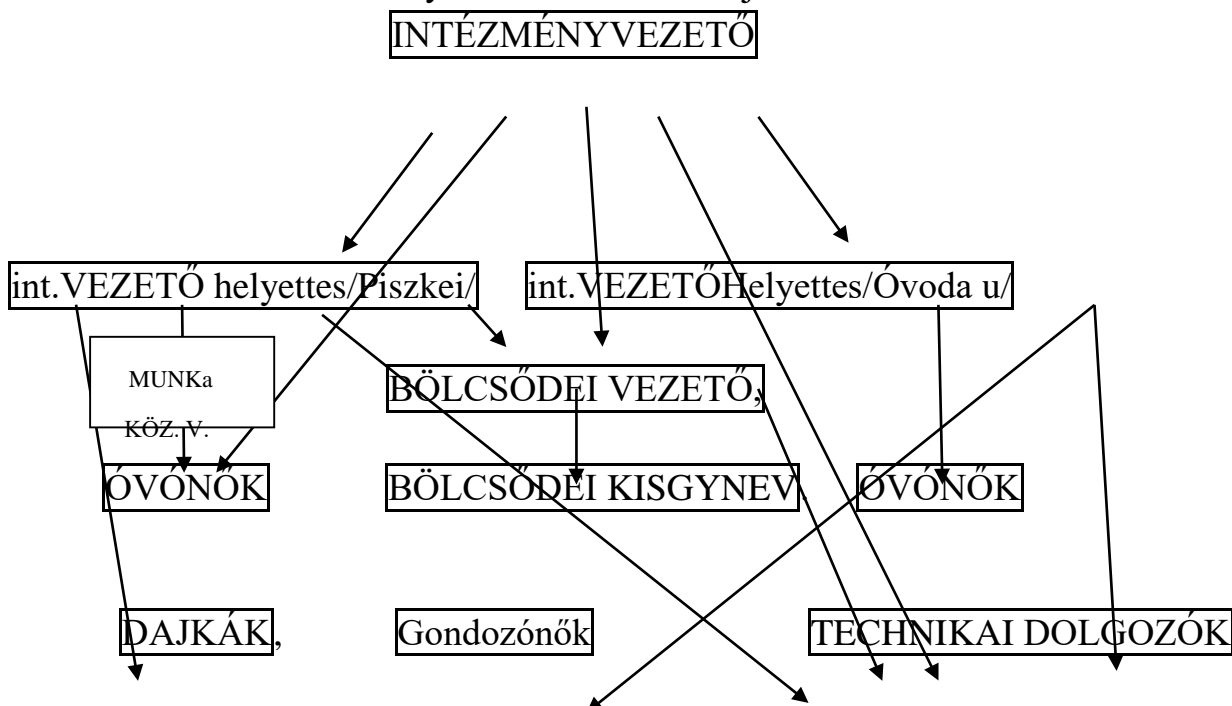 INTÉZMÉNYVEZETŐ
int.VEZETŐ helyettes/Piszkei/ int.VEZETŐHelyettes/Óvoda u/
MUNKa
KÖZ. V.
BÖLCSŐDEI VEZETŐ,
ÓVÓNŐK BÖLCSŐDEI KISGYNEV. ÓVÓNŐK
DAJKÁK, Gondozónők TECHNIKAI DOLGOZÓK